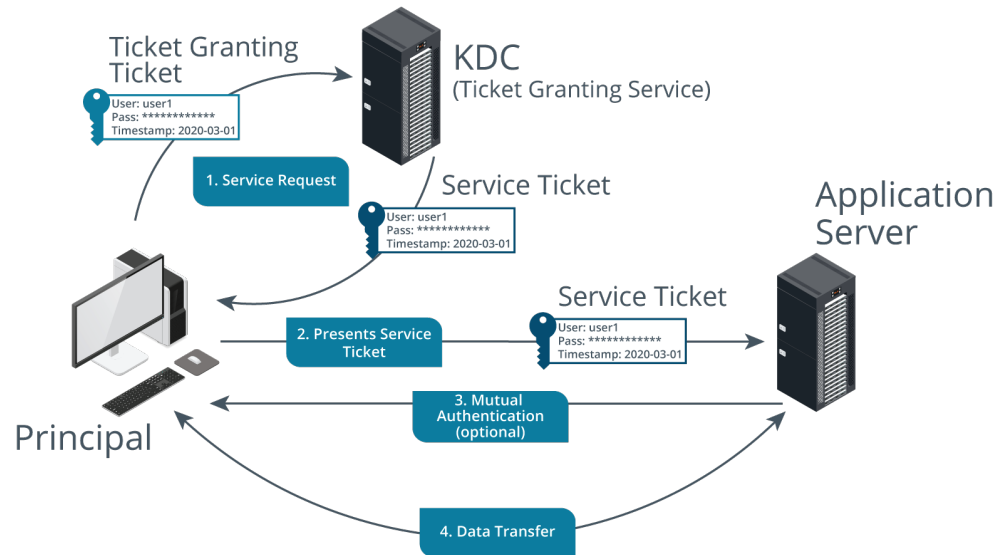 Ticket Granting
Ticket
User: user1
Pass: ************
Timestamp: 2020-03-01
KDC
(Ticket Granting Service)
1. Service Request
Service Ticket
User: user1
Pass: ************
Timestamp: 2020-03-01
Application
Server
Service Ticket
2. Presents Service
Ticket
User: user1
Pass: ************
Timestamp: 2020-03-01
3. Mutual
Authentication
(optional)
Principal
4. Data Transfer